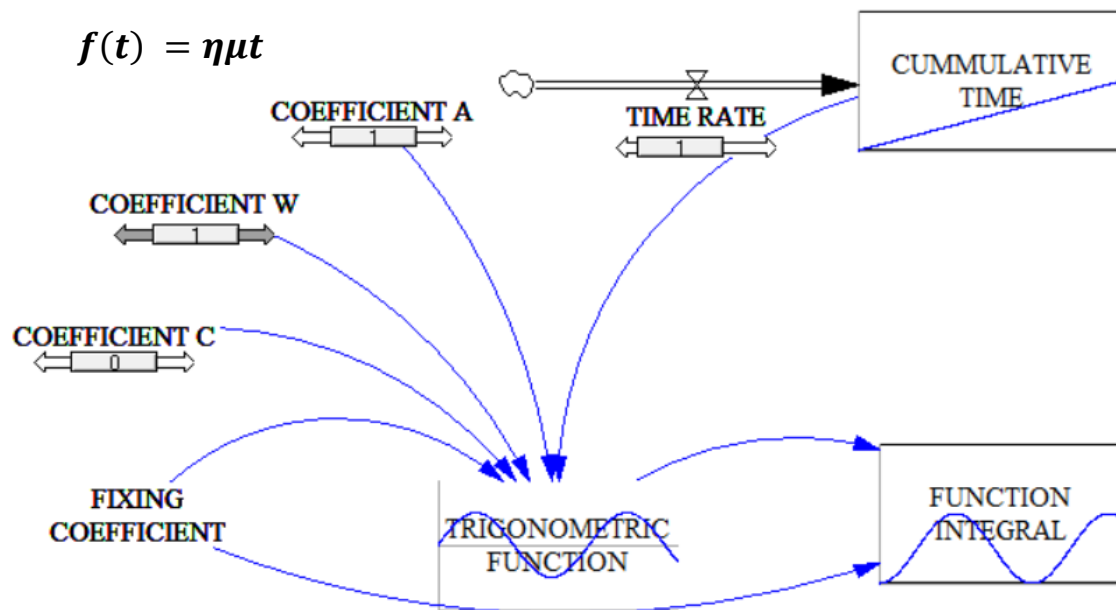 f(t) = ημt
CUMMULATIVE
TIME
COEFFICIENT A
1
TIME RATE
1
COEFFICIENT W
1
COEFFICIENT C
0
FIXING
COEFFICIENT
TRIGONOMETRIC
FUNCTION
FUNCTION
INTEGRAL